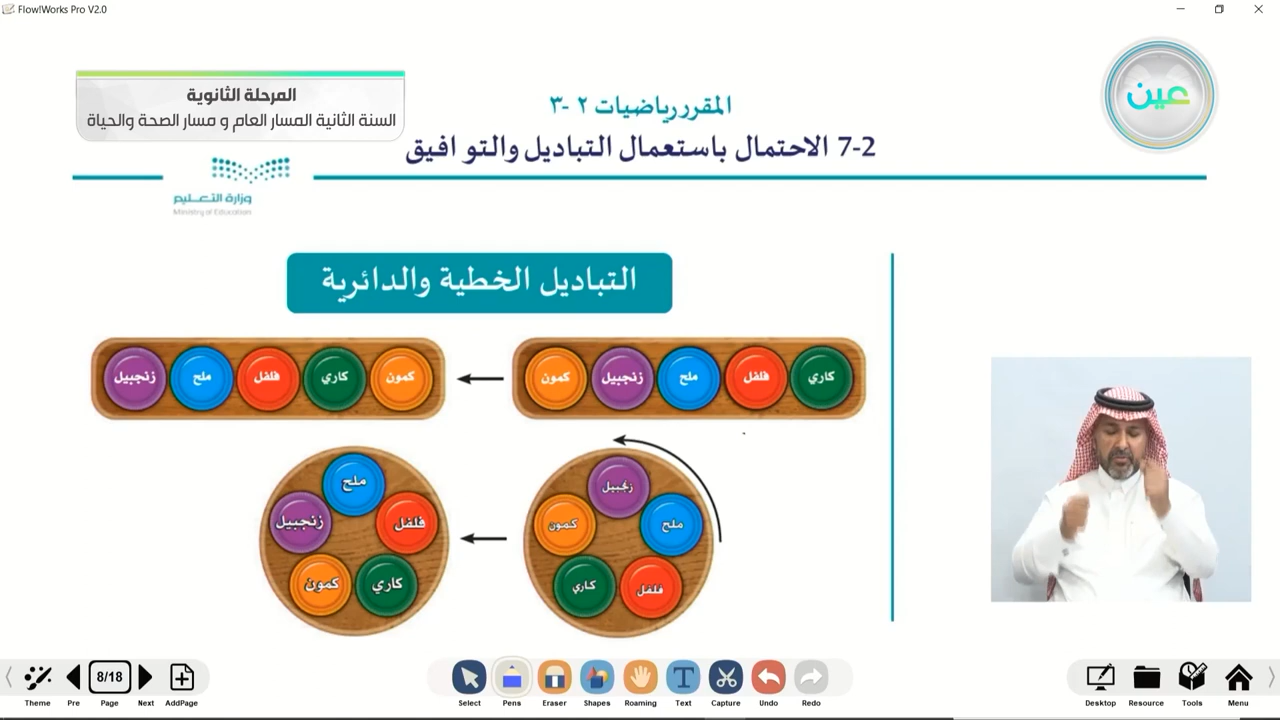 Flow!Works Pro V2.0
عين
المرحلة الثانوية
السنة الثانية المسار العام و مسار الصحة والحياة
المقرر رياضيات ٢ -٣
7-2 الاحتمال باستعمال التباديل والتو افيق
وزارة التعليم
Ministry of Education
التباديل الخطية والدائرية
كاري فلفل ملح زنجبيل كمون
كمون كاري فلفل ملح زنجبيل
زنجبيل
ملح
كمون
فلفل
كاري
ملح
فلفل
زنجبيل
كاري
كمون
8/18
Theme Pre Page Next AddPage
Select Pens Eraser Shapes Roaming Text Capture Undo Redo
Desktop Resource Tools Menu